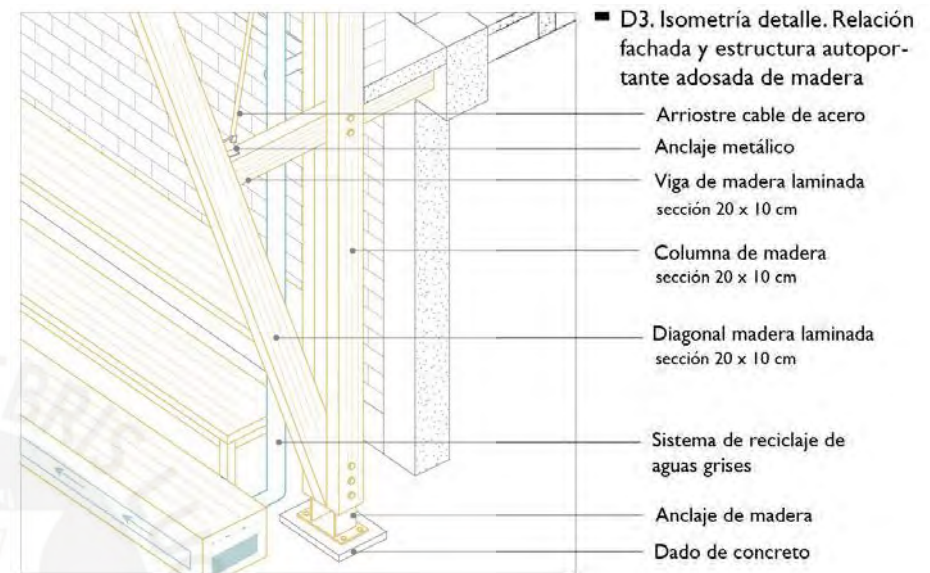 D3. Isometría detalle. Relación
fachada y estructura autopor-
tante adosada de madera
Arriostre cable de acero
Anclaje metálico
Viga de madera laminada
sección 20 x 10 cm
Columna de madera
sección 20 x 10 cm
Diagonal madera laminada
sección 20 x 10 cm
Sistema de reciclaje de
aguas grises
Anclaje de madera
Dado de concreto